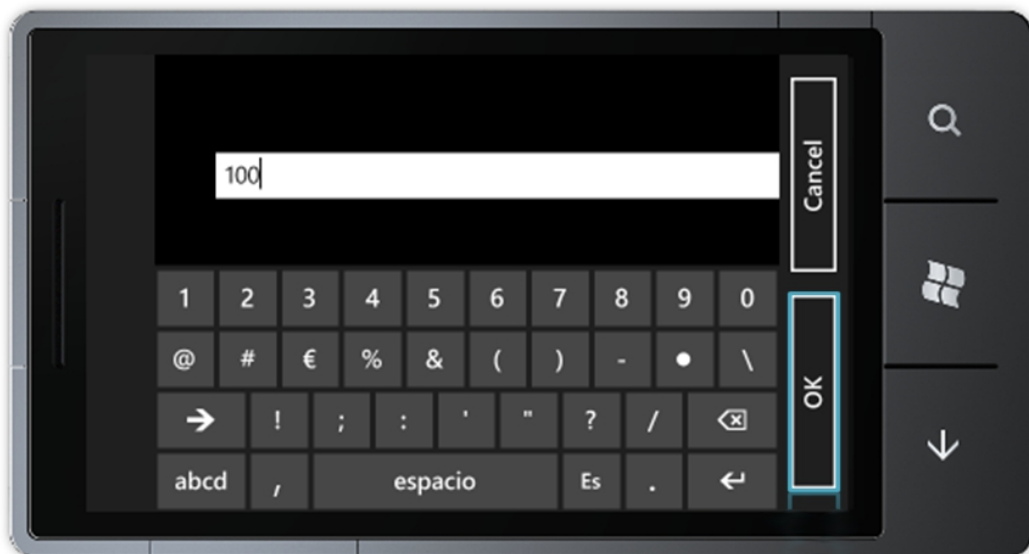 100
Cancel
1 2 3 4 5 6 7 8 9 0
@ # € % & ( ) - ● \
! ; : ' " ? /
abcd , espacio Es .
OK